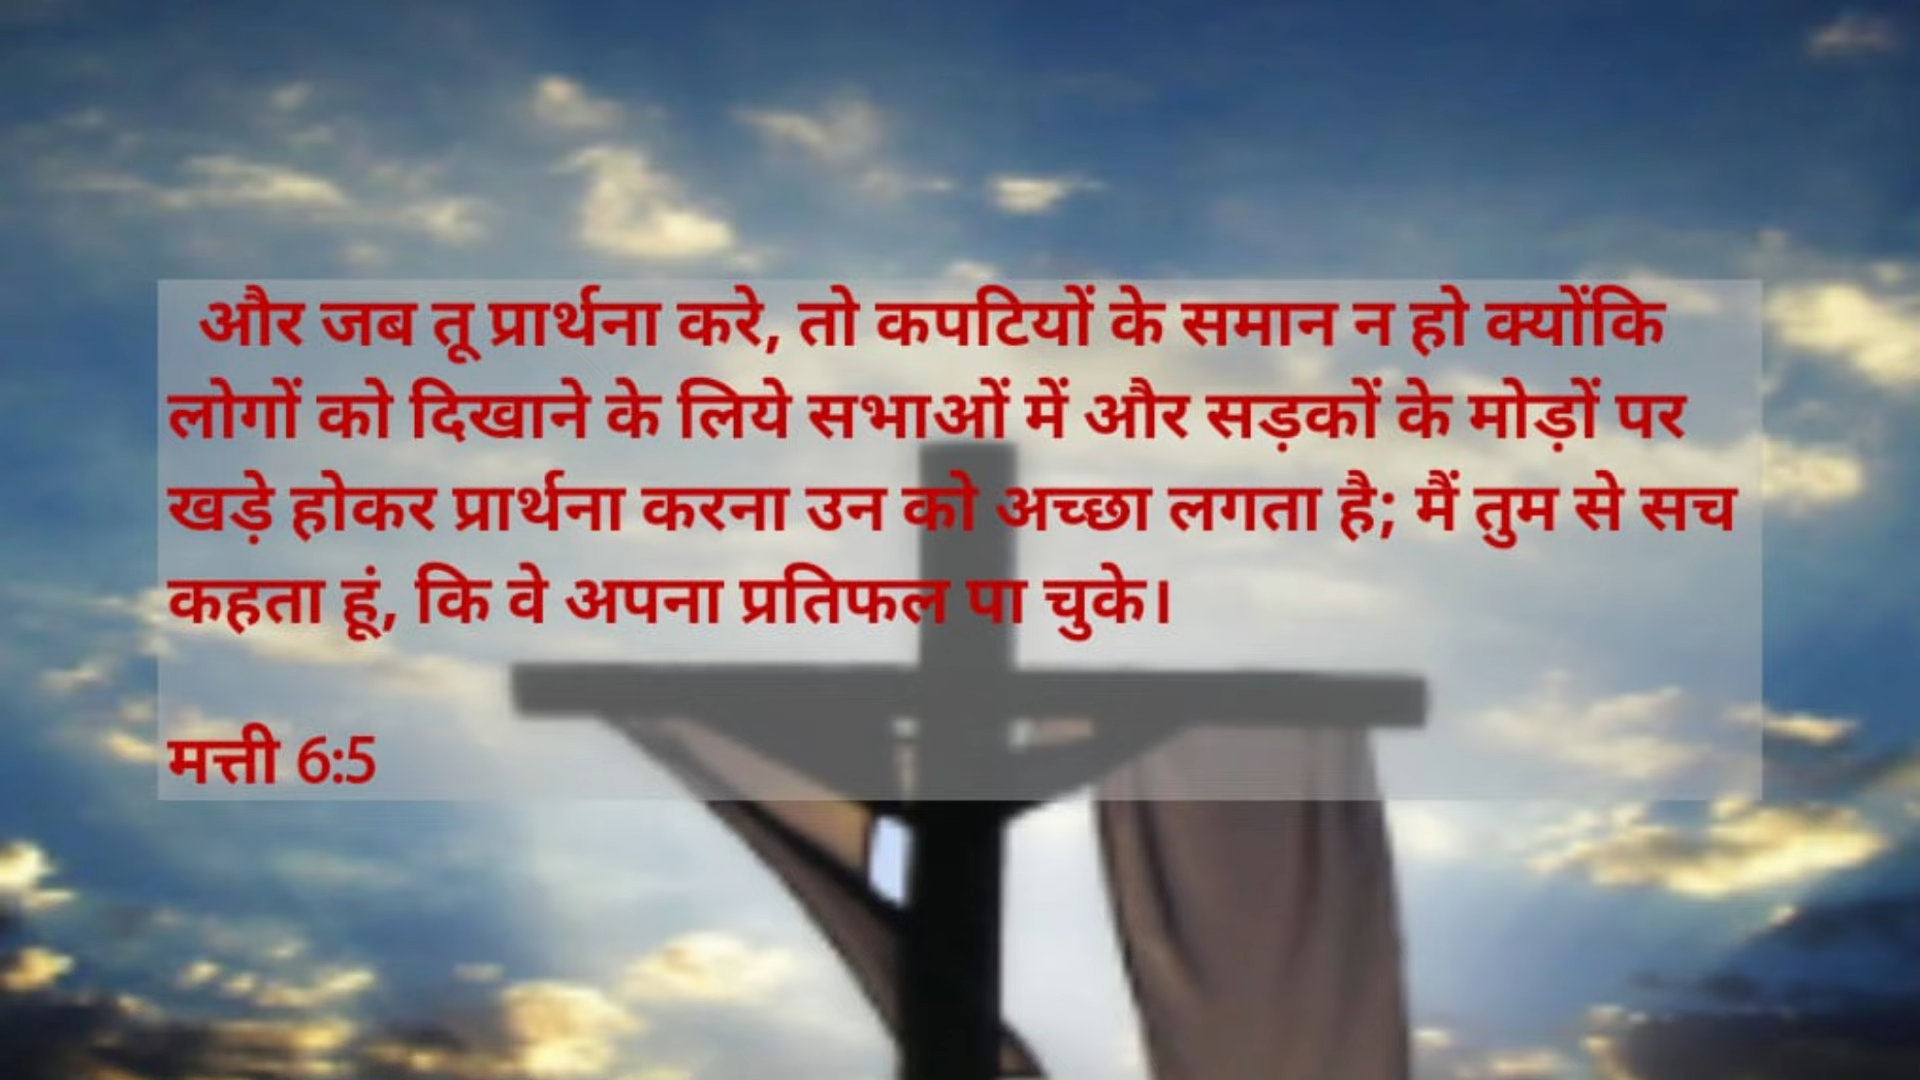 और जब तू प्रार्थना करे, तो कपटियों के समान न हो क्योंकि
लोगों को दिखाने के लिये सभाओं में और सड़कों के मोड़ों पर
खड़े होकर प्रार्थना करना उन को अच्छा लगता है; मैं तुम से सच
कहता हूं, कि वे अपना प्रतिफल पा चुके।
मत्ती 6:5